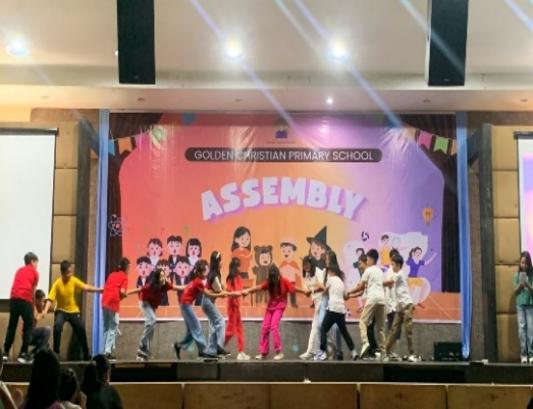 GOLDEN CHRISTIAN PRIMARY SCHOOL
ASSEMBLY